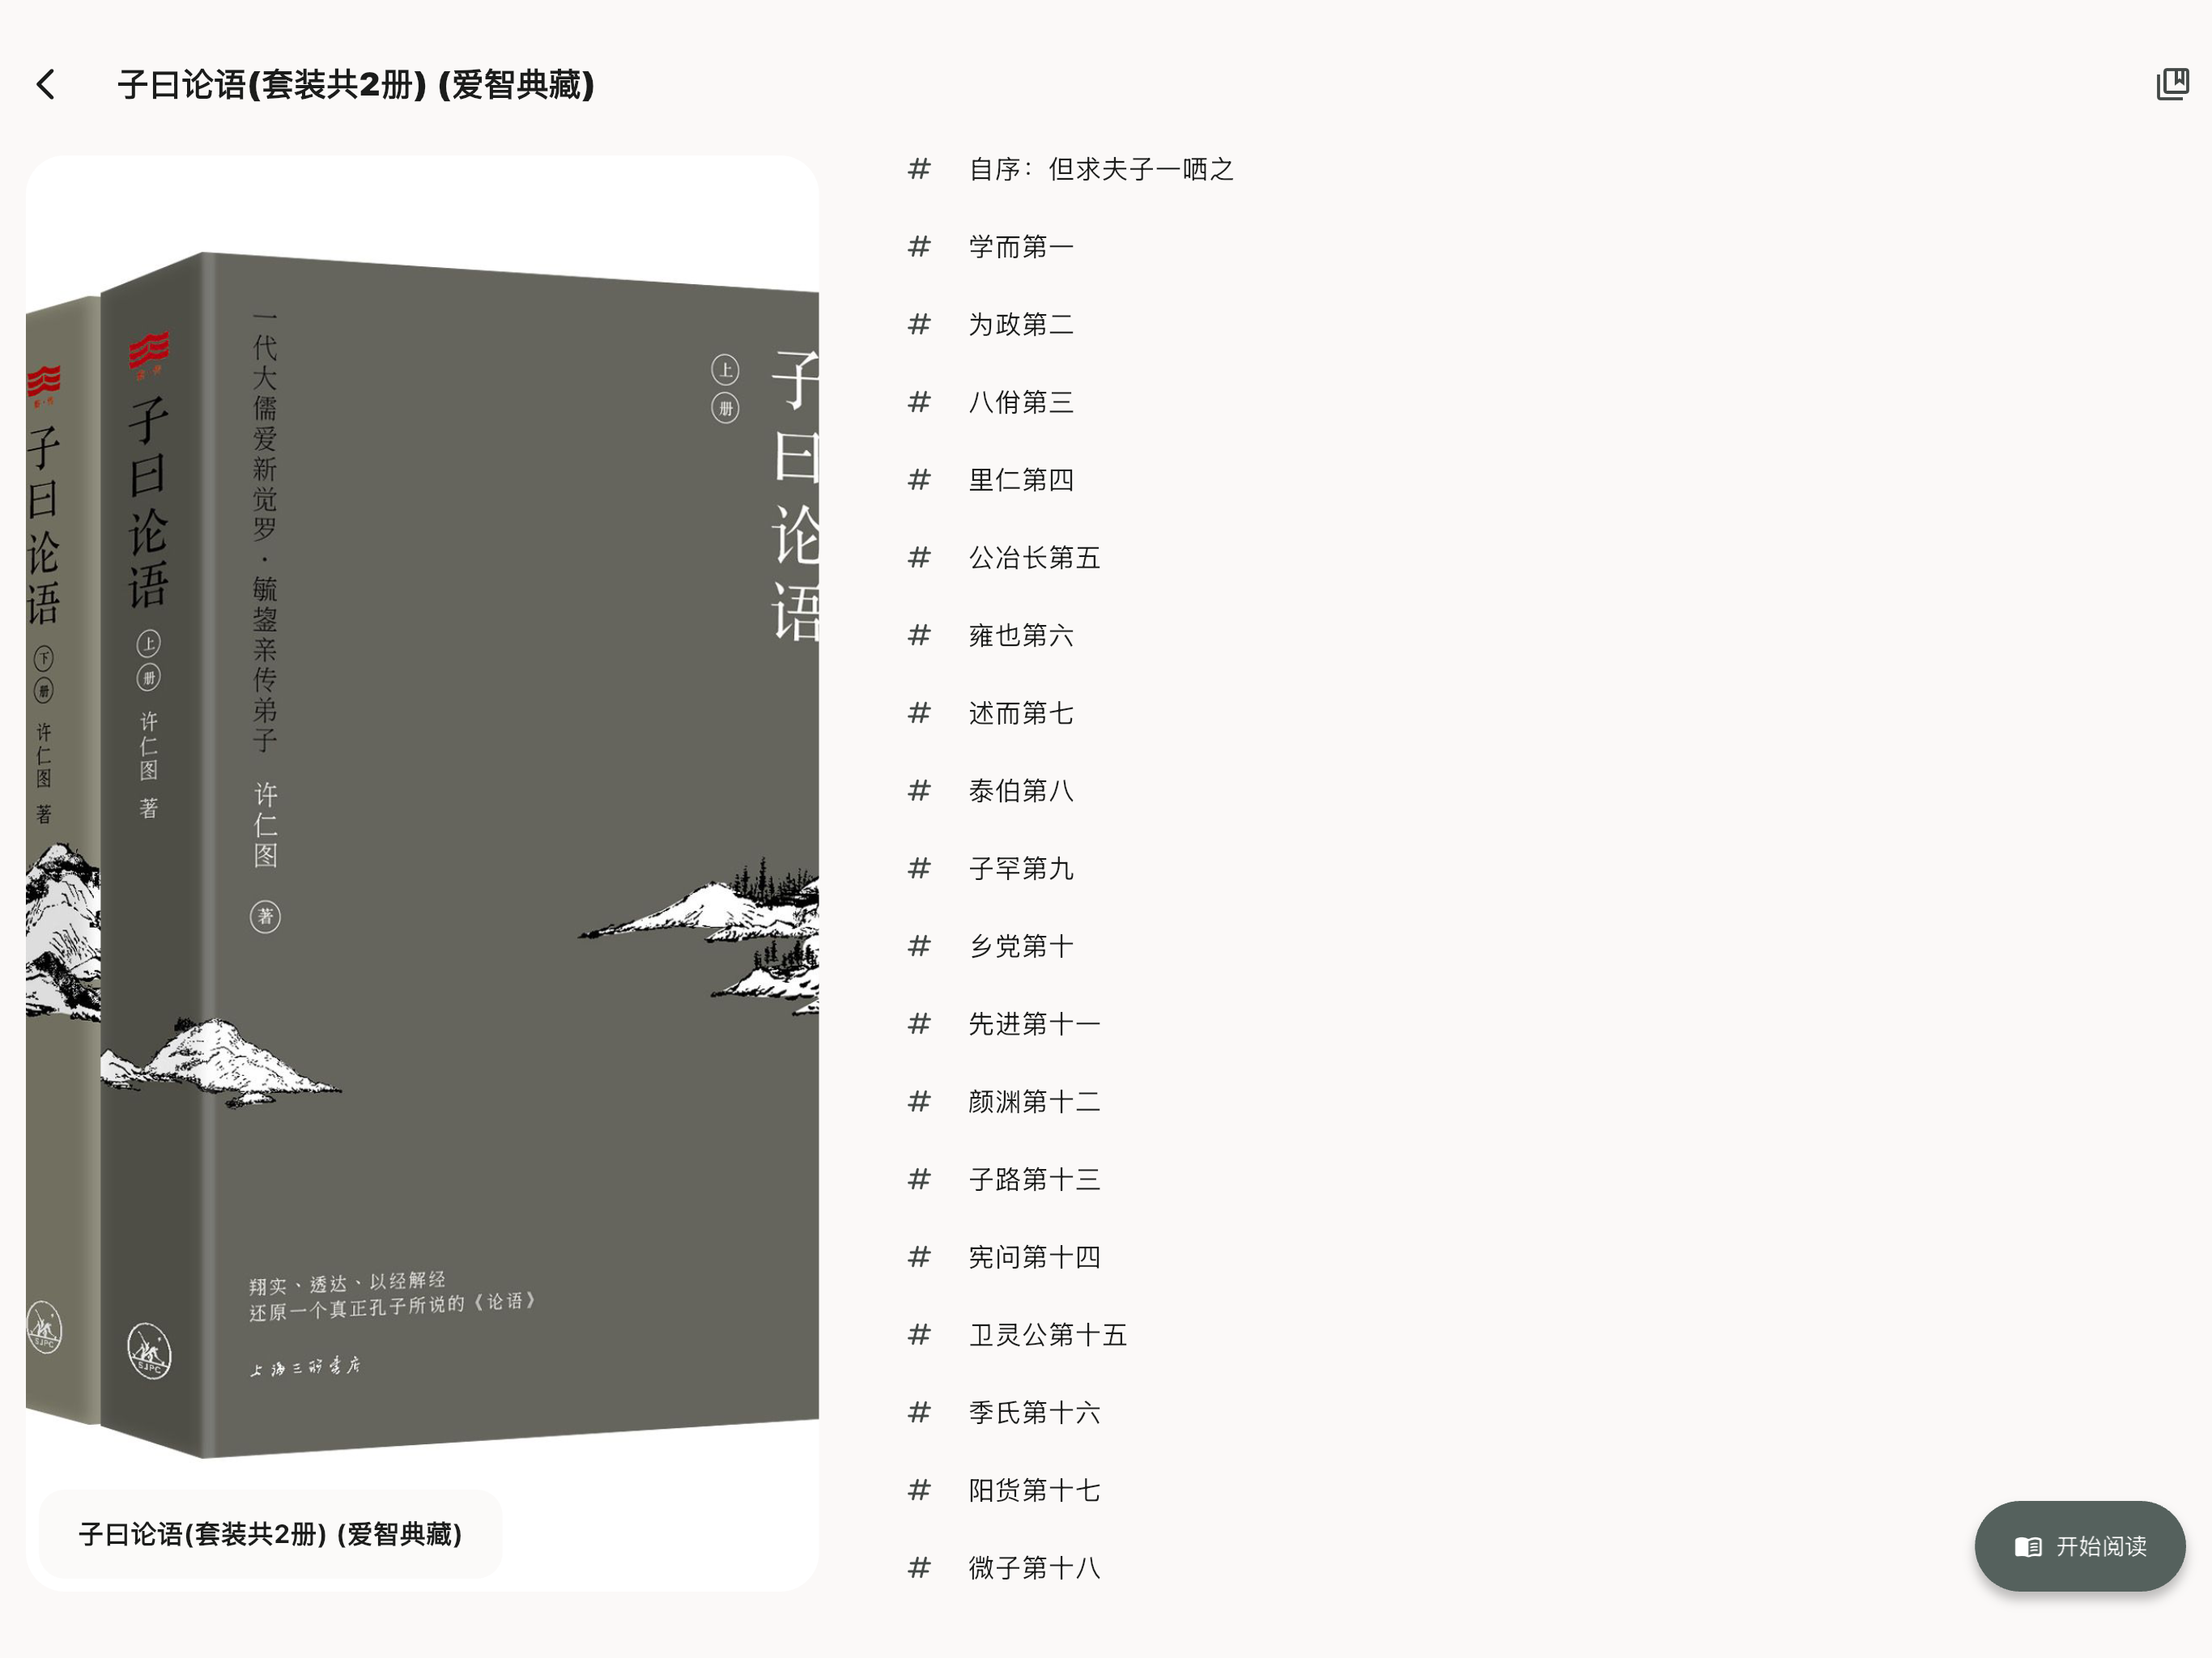 子曰论语(套装共2册) (爱智典藏)
子曰论语
下册
许仁图 著
子曰论语
上册
许仁图 著
SJPC
SJPC
一代大儒爱新觉罗·毓鋆亲传弟子
许仁图 著
上册
子曰论语
翔实、透达、以经解经
还原一个真正孔子所说的《论语》
上海三联书店
子曰论语(套装共2册) (爱智典藏)
# 自序：但求夫子一哂之
# 学而第一
# 为政第二
# 八佾第三
# 里仁第四
# 公冶长第五
# 雍也第六
# 述而第七
# 泰伯第八
# 子罕第九
# 乡党第十
# 先进第十一
# 颜渊第十二
# 子路第十三
# 宪问第十四
# 卫灵公第十五
# 季氏第十六
# 阳货第十七
# 微子第十八
开始阅读